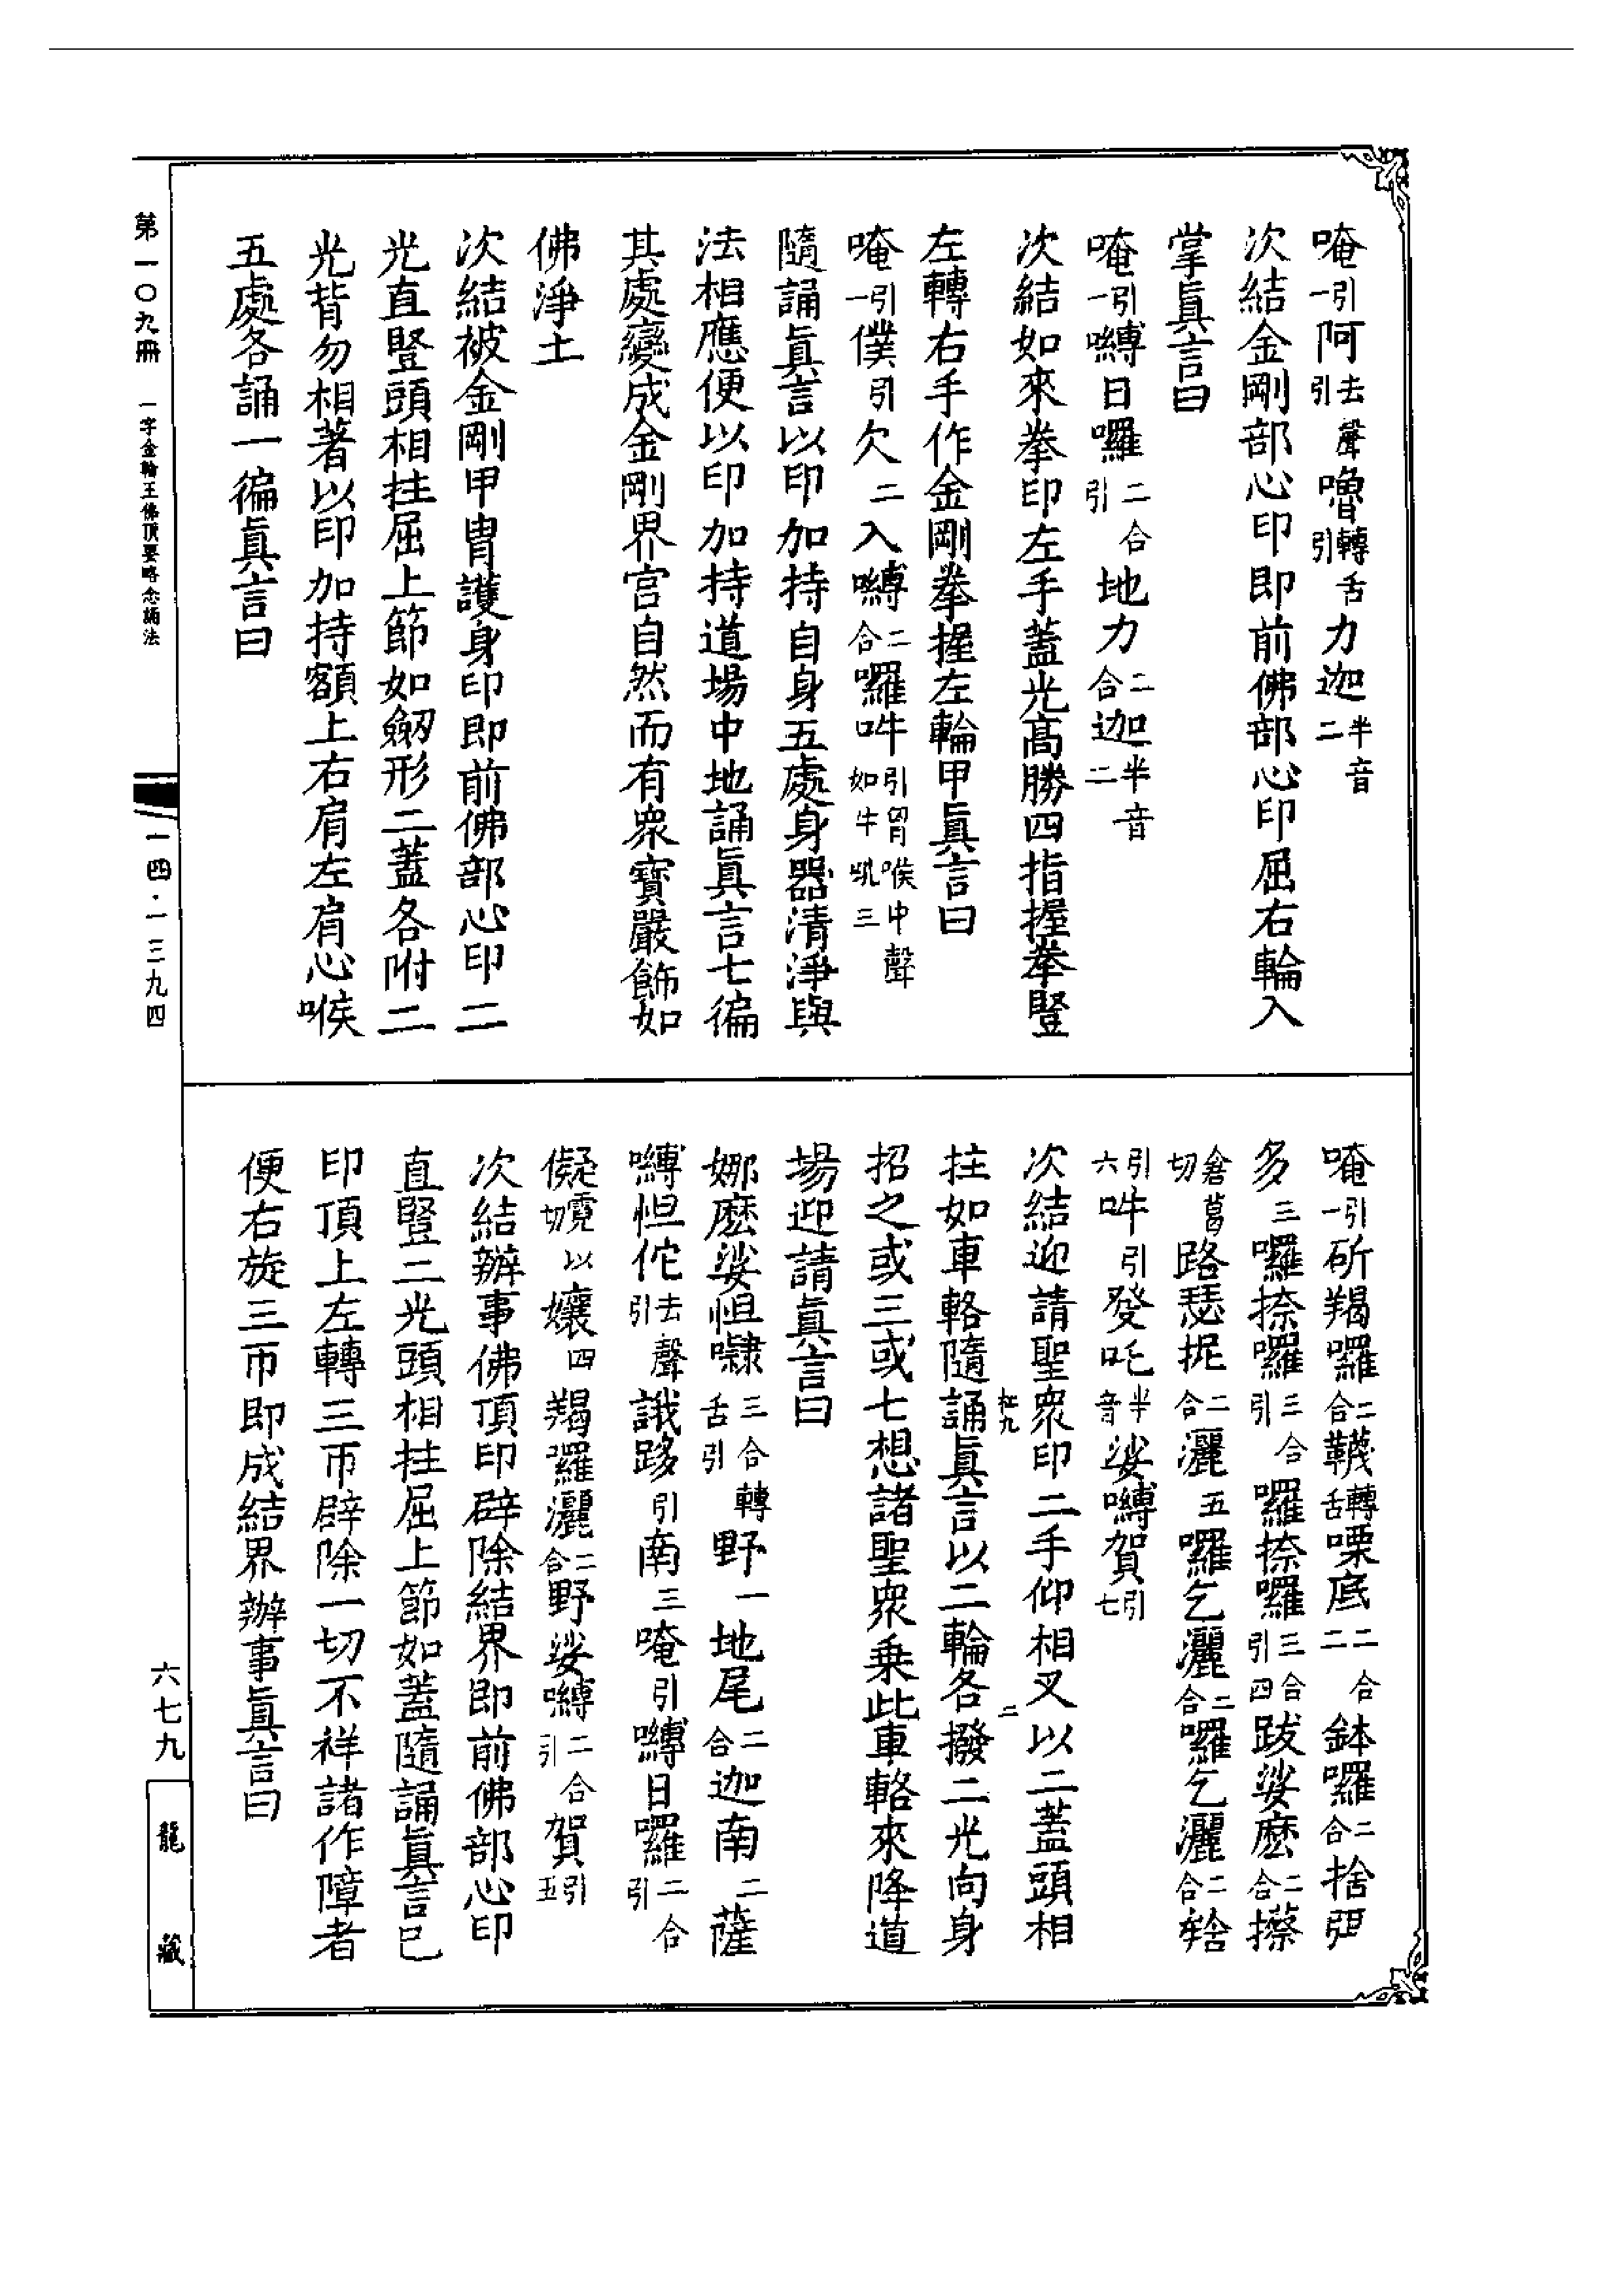 唵引一阿去聲引嚕轉舌引力迦半音二
次結金剛部心印即前佛部心印屈右輪入
掌眞言曰
唵引一嚩日囉二合引地力二合迦半音二
次結如來拳印左手蓋光高勝四指握拳豎
左轉右手作金剛拳握左輪甲眞言曰
唵引一僕引欠二入嚩二合囉吽引胷喉中聲如牛吼三
隨誦眞言以印加持自身五處身器清淨與
法相應便以印加持道場中地誦眞言七徧
其處變成金剛界宮自然而有衆寶嚴飾如
佛淨土
次結被金剛甲冑護身印即前佛部心印二
光直豎頭相拄屈上節如劒形二蓋各附二
光背勿相著以印加持額上右肩左肩心喉
五處各誦一徧眞言曰
唵引一斫羯囉二合韈轉舌㗚底二合二鉢囉二合捨弭
多三囉捺囉三合引囉捺囉三合引四跋娑麽二合搽
倉葛切路瑟抳二合灑五囉乞灑二合囉乞灑二合𤚥
引六吽引發吒半音娑嚩賀引七
次結迎請聖衆印二手仰相叉以二蓋頭相
拄如車輅隨誦眞言以二輪各撥二光向身
招之或三或七想諸聖衆乗此車輅來降道
場迎請眞言曰
娜麽娑怛㘑三合轉舌引野一地尾二合迦南二薩
嚩怛佗去聲引誐跢引南三唵引嚩日囉二合引
儗霓以切孃四羯囉灑二合野娑嚩二合引賀引五
次結辦事佛頂印辟除結界即前佛部心印
直豎二光頭相拄屈上節如蓋隨誦眞言已
印頂上左轉三帀辟除一切不祥諸作障者
便右旋三帀即成結界辦事眞言曰
第一〇九冊 一字金輪王佛頂要略念誦法
一四·一三九四
六七九
龍藏